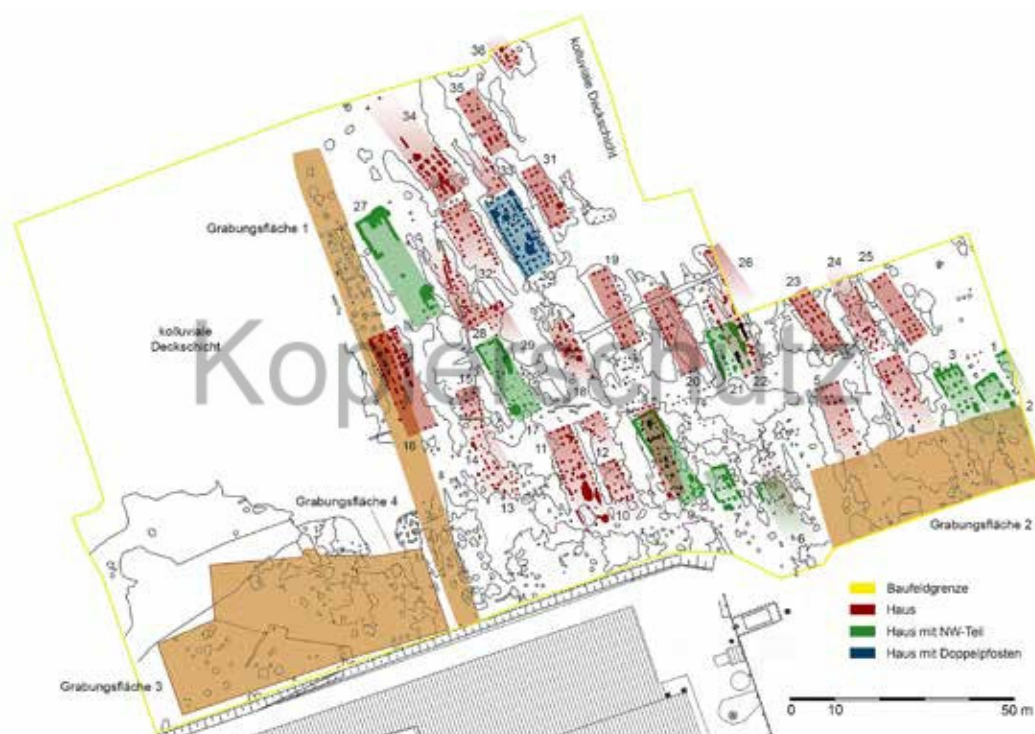 38
kolluviale Deckschicht
35
34
33
31
27
Grabungsfläche 1
32
30
19
26
23
24
25
kolluviale
Deckschicht
28
29
Kopierschutz
15
18
20
21
22
5
3
1
2
4
16
11
12
13
10
9
7
6
Grabungsfläche 4
Grabungsfläche 2
Grabungsfläche 3
Baufeldgrenze
Haus
Haus mit NW-Teil
Haus mit Doppelpfosten
0 10 50 m